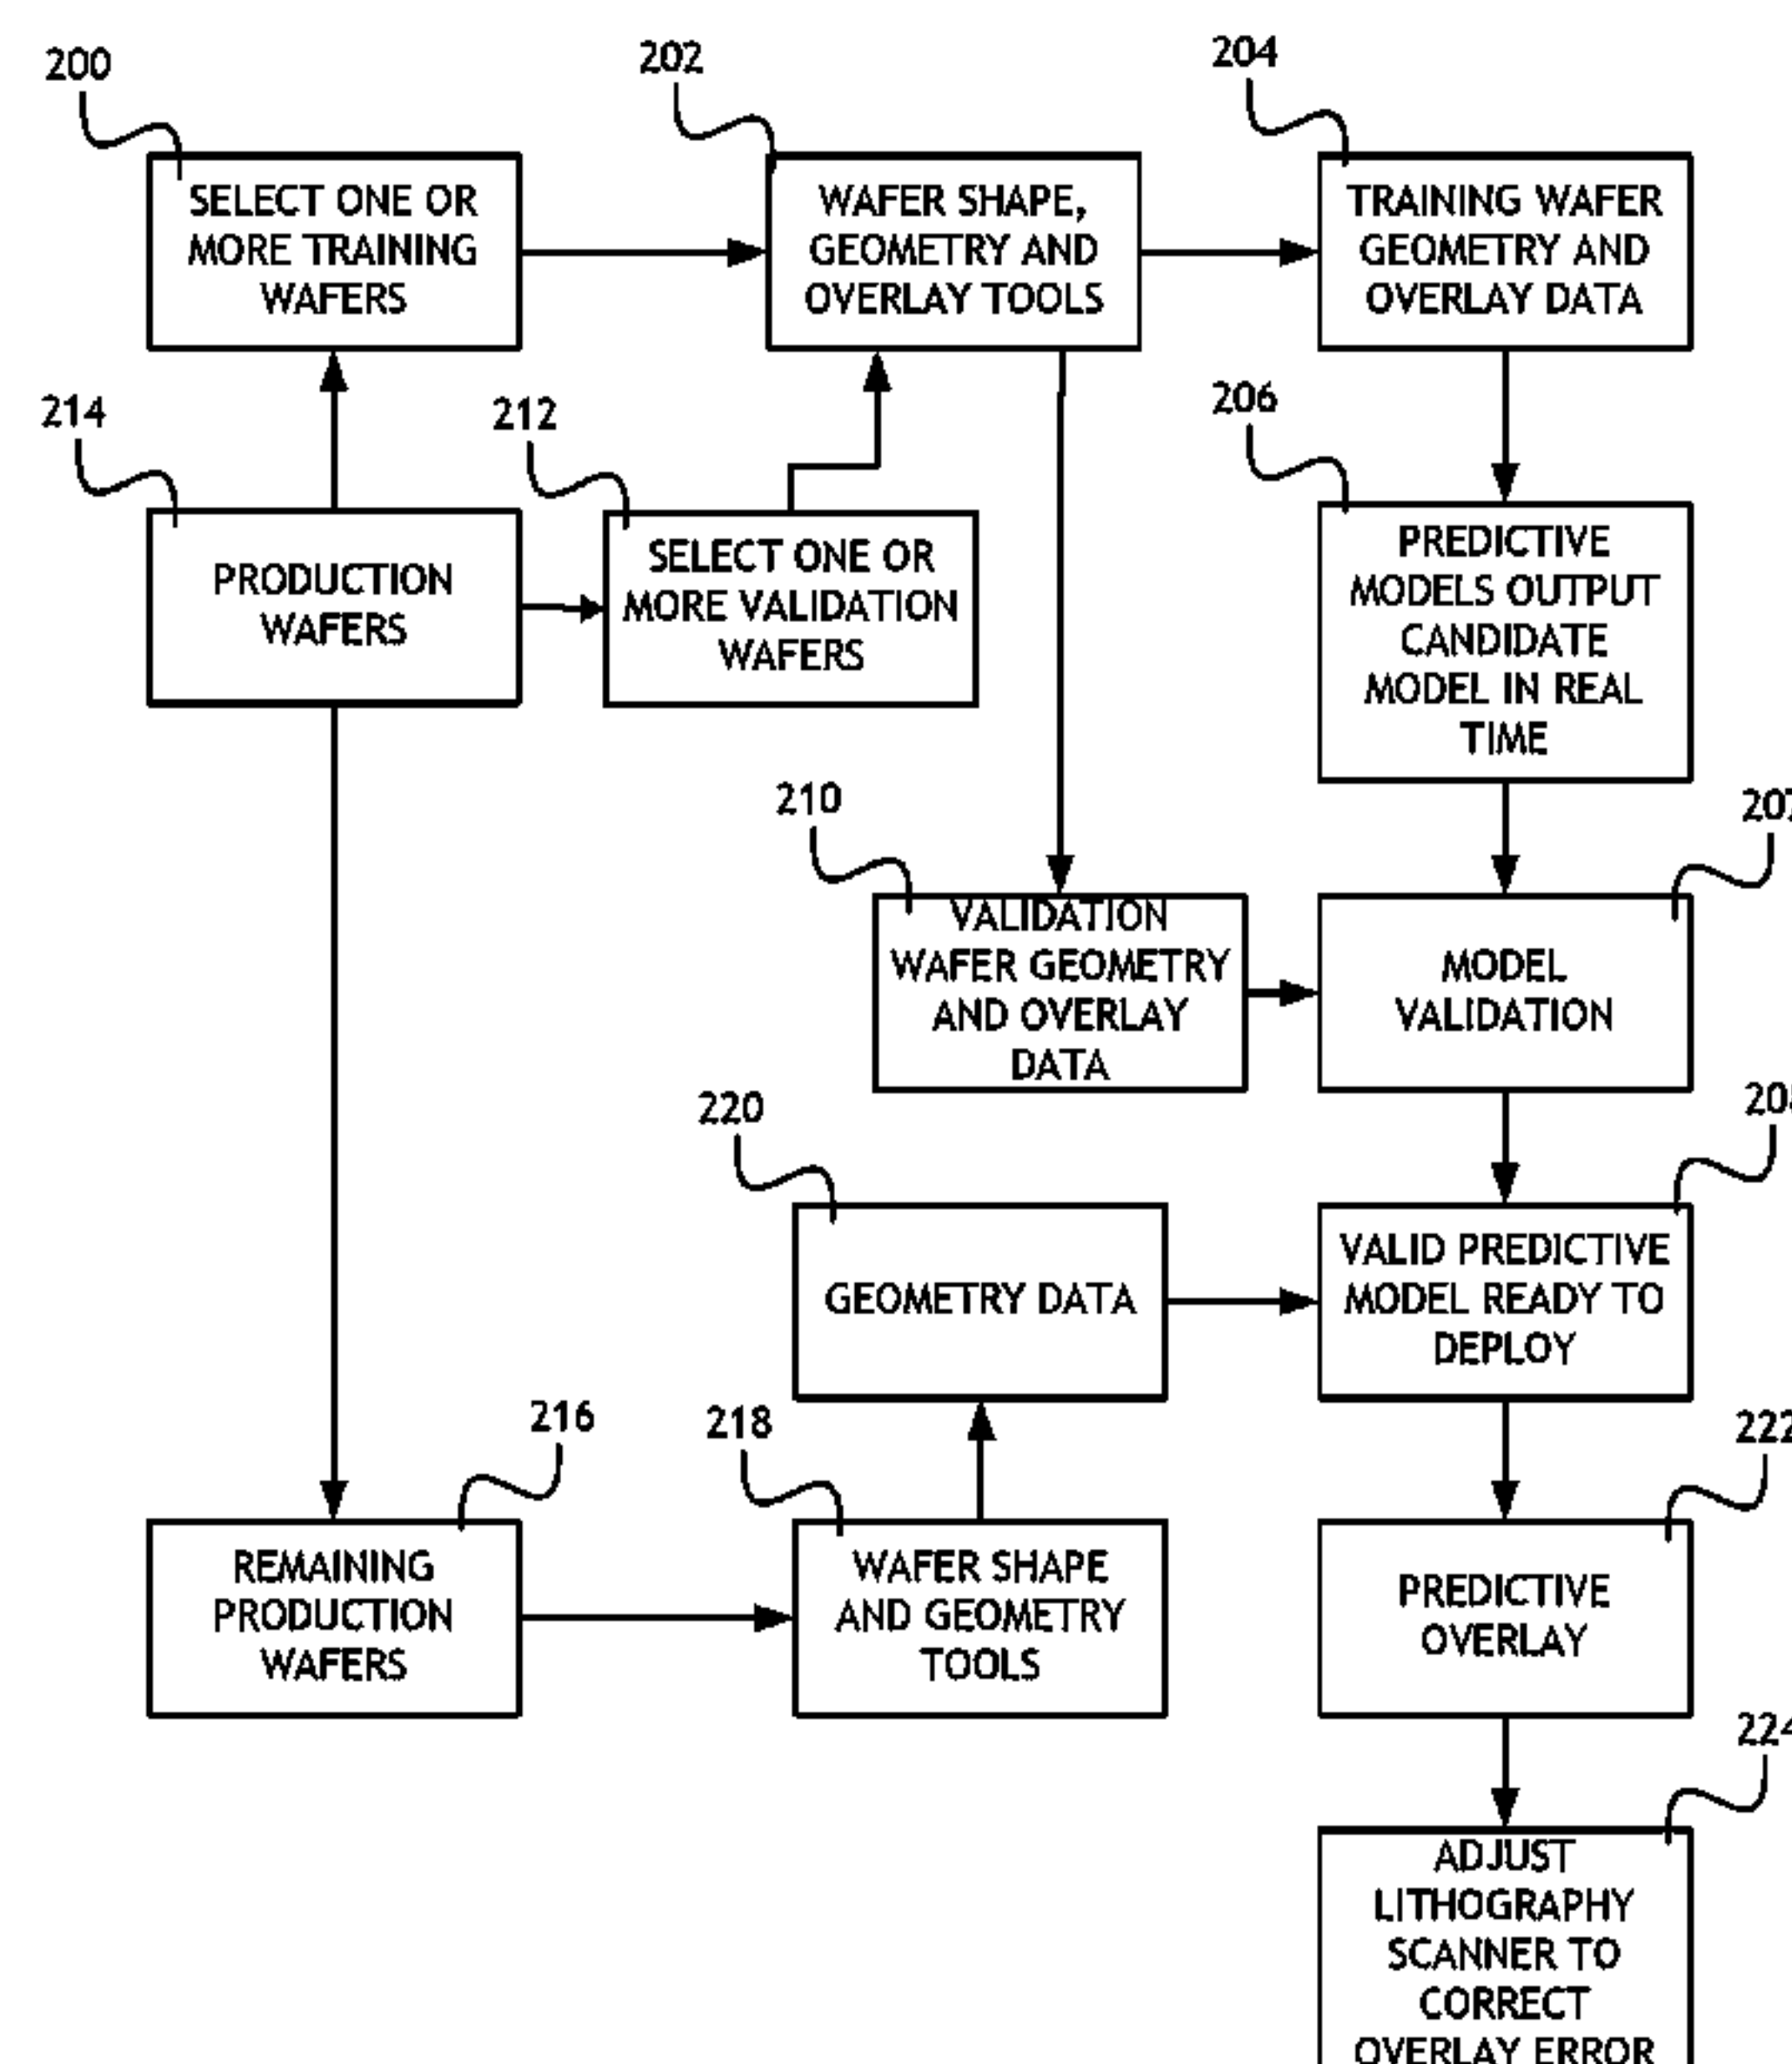 200
202
204
SELECT ONE OR
MORE TRAINING
WAFERS
WAFER SHAPE,
GEOMETRY AND
OVERLAY TOOLS
TRAINING WAFER
GEOMETRY AND
OVERLAY DATA
214
212
206
PRODUCTION
WAFERS
SELECT ONE OR
MORE VALIDATION
WAFERS
PREDICTIVE
MODELS OUTPUT
CANDIDATE
MODEL IN REAL
TIME
210
207
VALIDATION
WAFER GEOMETRY
AND OVERLAY
DATA
MODEL
VALIDATION
220
GEOMETRY DATA
VALID PREDICTIVE
MODEL READY TO
DEPLOY
216
218
222
REMAINING
PRODUCTION
WAFERS
WAFER SHAPE
AND GEOMETRY
TOOLS
PREDICTIVE
OVERLAY
224
ADJUST
LITHOGRAPHY
SCANNER TO
CORRECT
OVERLAY ERROR